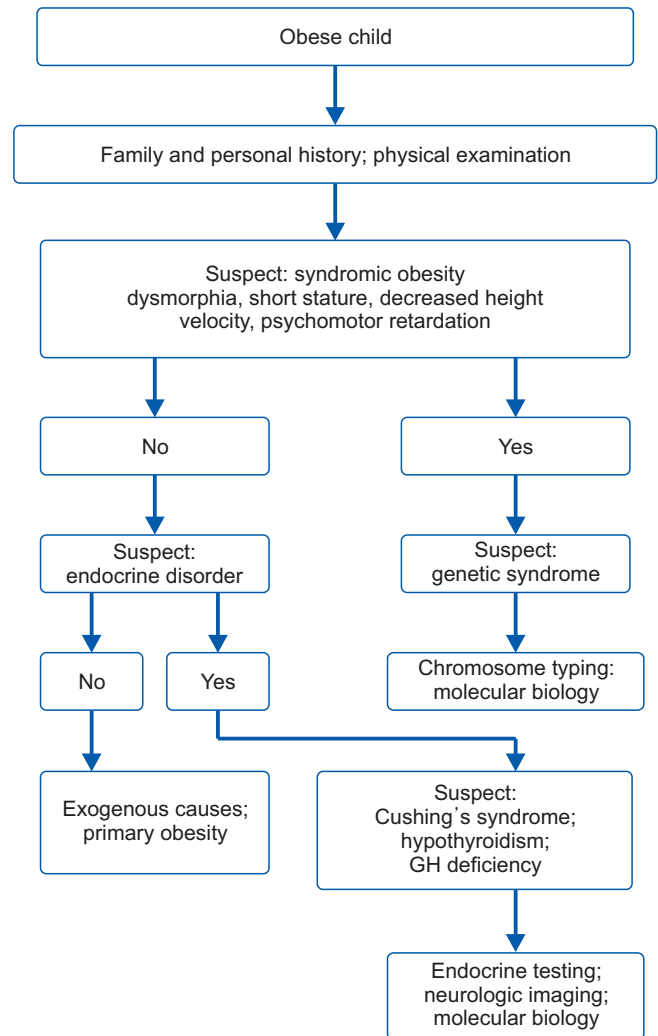 Obese child
Family and personal history; physical examination
Suspect: syndromic obesity
dysmorphia, short stature, decreased height
velocity, psychomotor retardation
No
Yes
Suspect:
endocrine disorder
Suspect:
genetic syndrome
No
Yes
Chromosome typing:
molecular biology
Exogenous causes;
primary obesity
Suspect:
Cushing's syndrome;
hypothyroidism;
GH deficiency
Endocrine testing;
neurologic imaging;
molecular biology